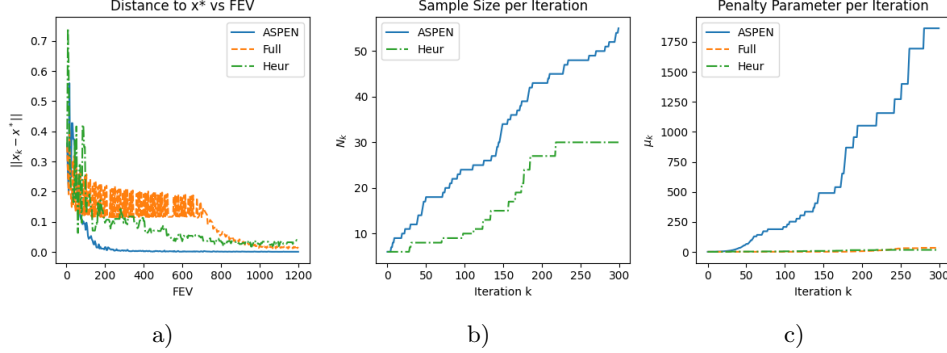 Distance to x* vs FEV
ASPEN
Full
Heur
0.7
0.6
0.5
0.4
0.3
0.2
0.1
0.0
||x_k − x*||
0 200 400 600 800 1000 1200
FEV
a)
Sample Size per Iteration
ASPEN
Heur
50
40
30
20
10
N_k
0 50 100 150 200 250 300
Iteration k
b)
Penalty Parameter per Iteration
ASPEN
Full
Heur
1750
1500
1250
1000
750
500
250
0
μ_k
0 50 100 150 200 250 300
Iteration k
c)